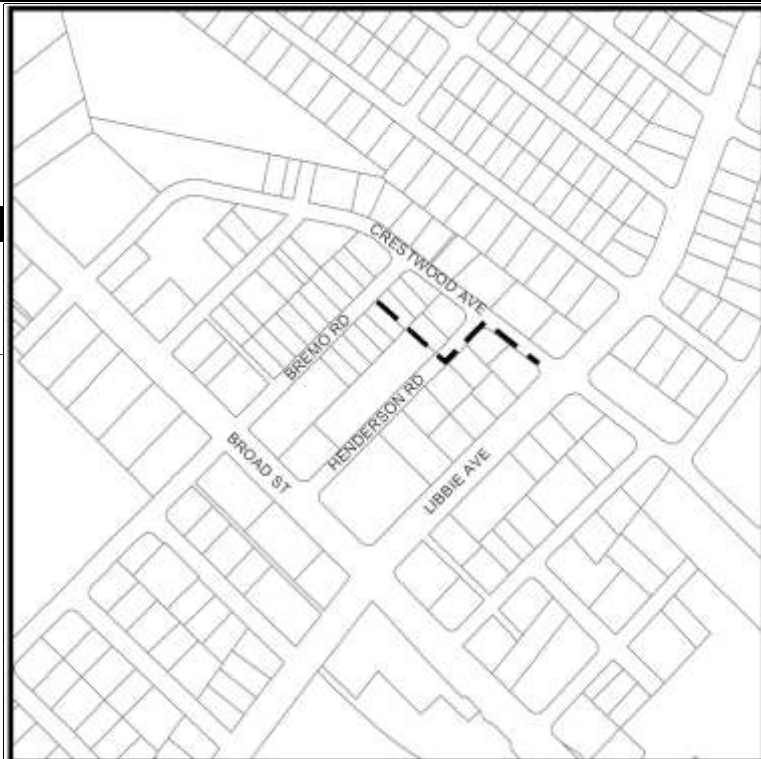 CRESTWOOD AVE
BREMO RD
HENDERSON RD
BROAD ST
LIBBIE AVE